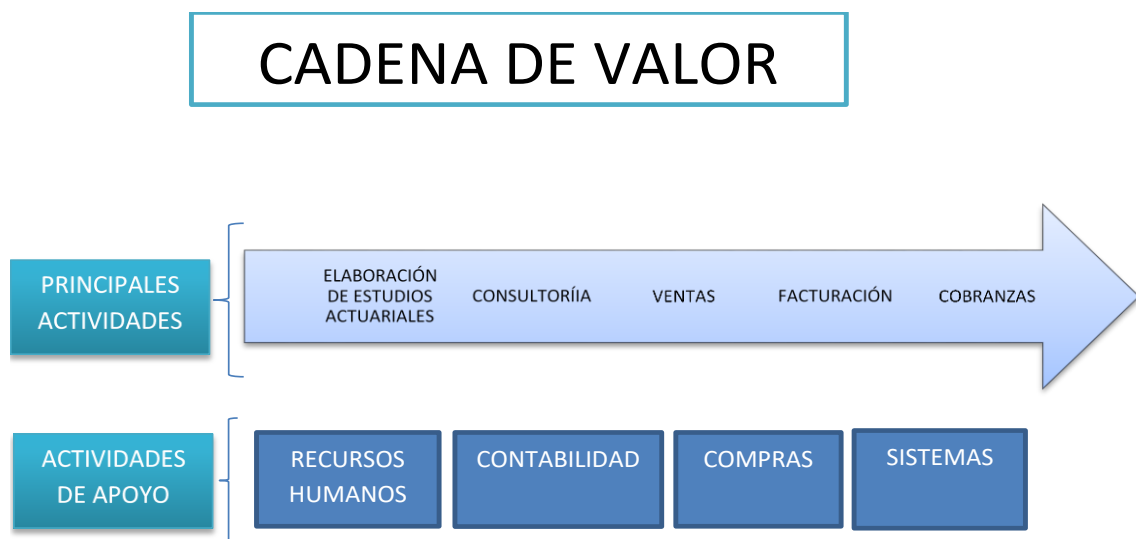 CADENA DE VALOR
PRINCIPALES
ACTIVIDADES
ELABORACIÓN
DE ESTUDIOS
ACTUARIALES
CONSULTORÍIA
VENTAS
FACTURACIÓN
COBRANZAS
ACTIVIDADES
DE APOYO
RECURSOS
HUMANOS
CONTABILIDAD
COMPRAS
SISTEMAS